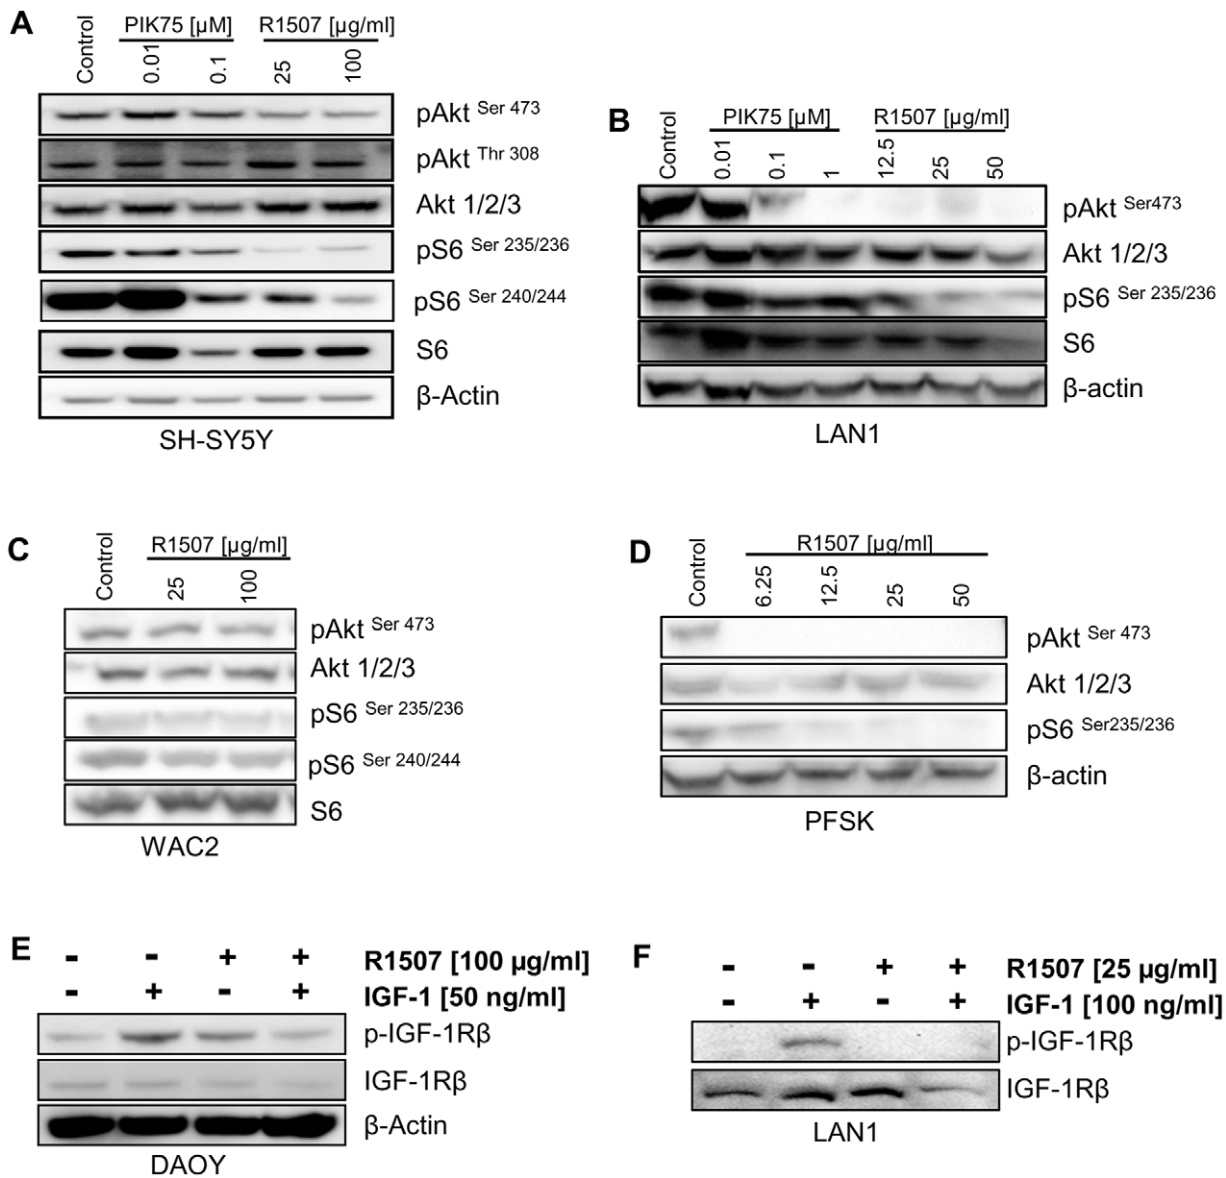 A
PIK75 [µM] R1507 [µg/ml]
Control 0.01 0.1 25 100
pAkt Ser 473
pAkt Thr 308
Akt 1/2/3
pS6 Ser 235/236
pS6 Ser 240/244
S6
β-Actin
SH-SY5Y
B
PIK75 [µM] R1507 [µg/ml]
Control 0.01 0.1 1 12.5 25 50
pAkt Ser473
Akt 1/2/3
pS6 Ser 235/236
S6
β-actin
LAN1
C
R1507 [µg/ml]
Control 25 100
pAkt Ser 473
Akt 1/2/3
pS6 Ser 235/236
pS6 Ser 240/244
S6
WAC2
D
R1507 [µg/ml]
Control 6.25 12.5 25 50
pAkt Ser 473
Akt 1/2/3
pS6 Ser235/236
β-actin
PFSK
E
- - + + R1507 [100 µg/ml]
- + - + IGF-1 [50 ng/ml]
p-IGF-1Rβ
IGF-1Rβ
β-Actin
DAOY
F
- - + + R1507 [25 µg/ml]
- + - + IGF-1 [100 ng/ml]
p-IGF-1Rβ
IGF-1Rβ
LAN1